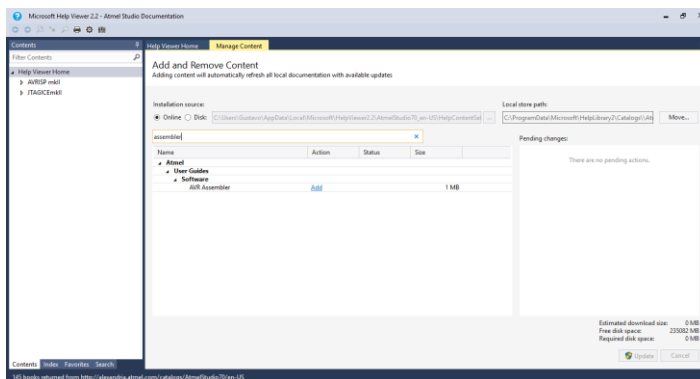 Microsoft Help Viewer 2.2 - Atmel Studio Documentation
Contents
Filter Contents
Help Viewer Home
AVRISP mkII
JTAGICEmkII
Contents Index Favorites Search
Help Viewer Home Manage Content
Add and Remove Content
Adding content will automatically refresh all local documentation with available updates
Installation source:
Online Disk: C:\Users\Gustavo\AppData\Local\Microsoft\HelpViewer2.2\AtmelStudio70_en-US\HelpContentSet ...
Local store path:
C:\ProgramData\Microsoft\HelpLibrary2\Catalogs\At Move...
assembler
Name Action Status Size
Atmel
User Guides
Software
AVR Assembler Add 1 MB
Pending changes:
There are no pending actions.
Estimated download size: 0 MB
Free disk space: 235082 MB
Required disk space: 0 MB
Update Cancel
145 books returned from http://alexandria.atmel.com/catalogs/AtmelStudio70/en-US